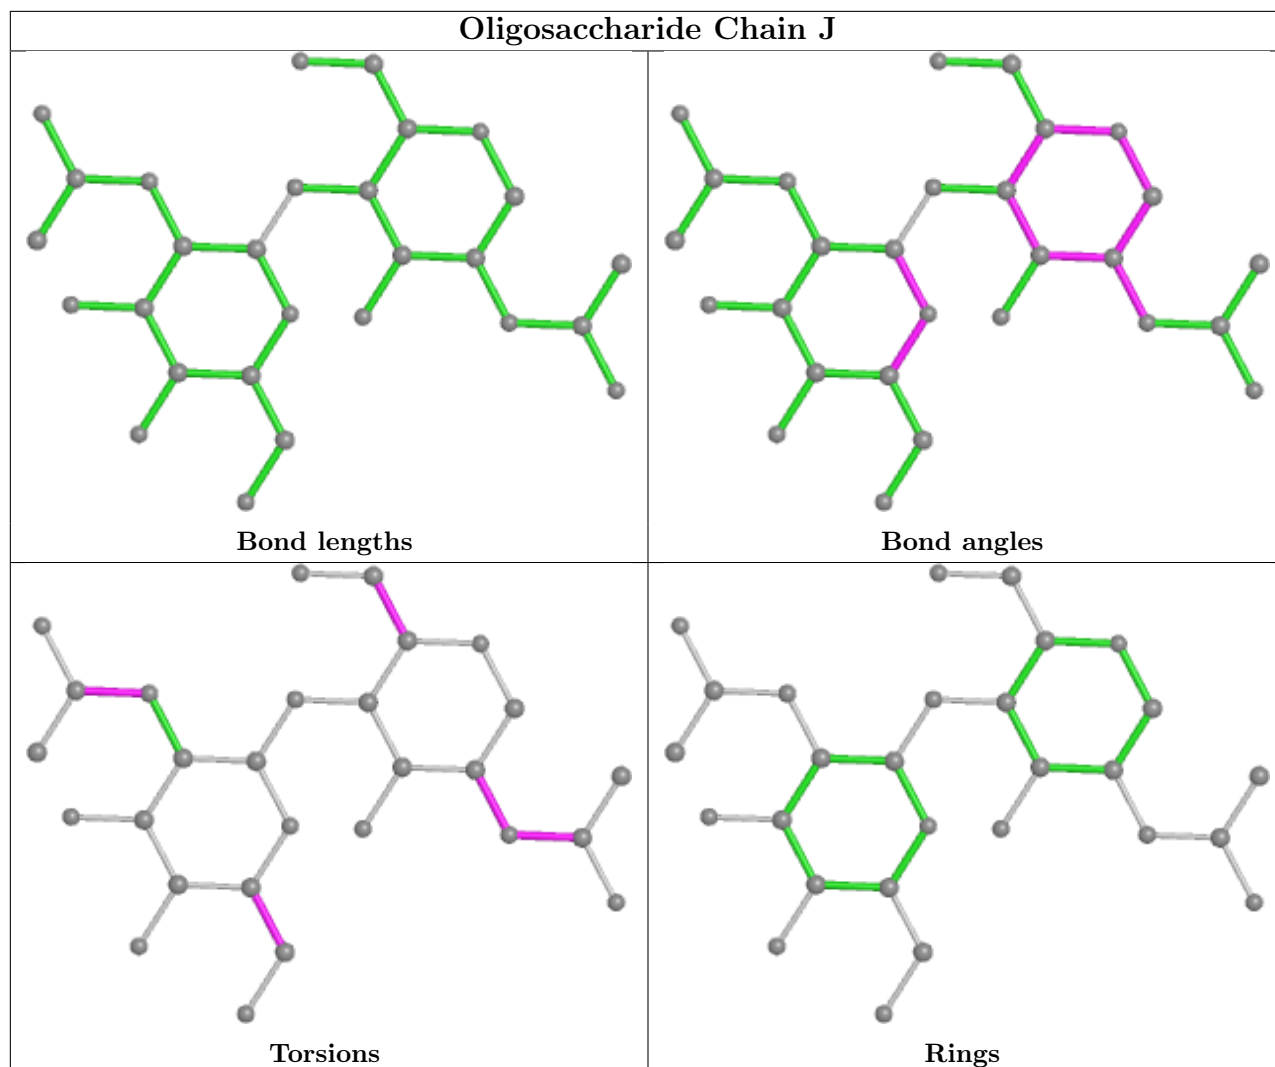 Oligosaccharide Chain J
Bond lengths
Bond angles
Torsions
Rings